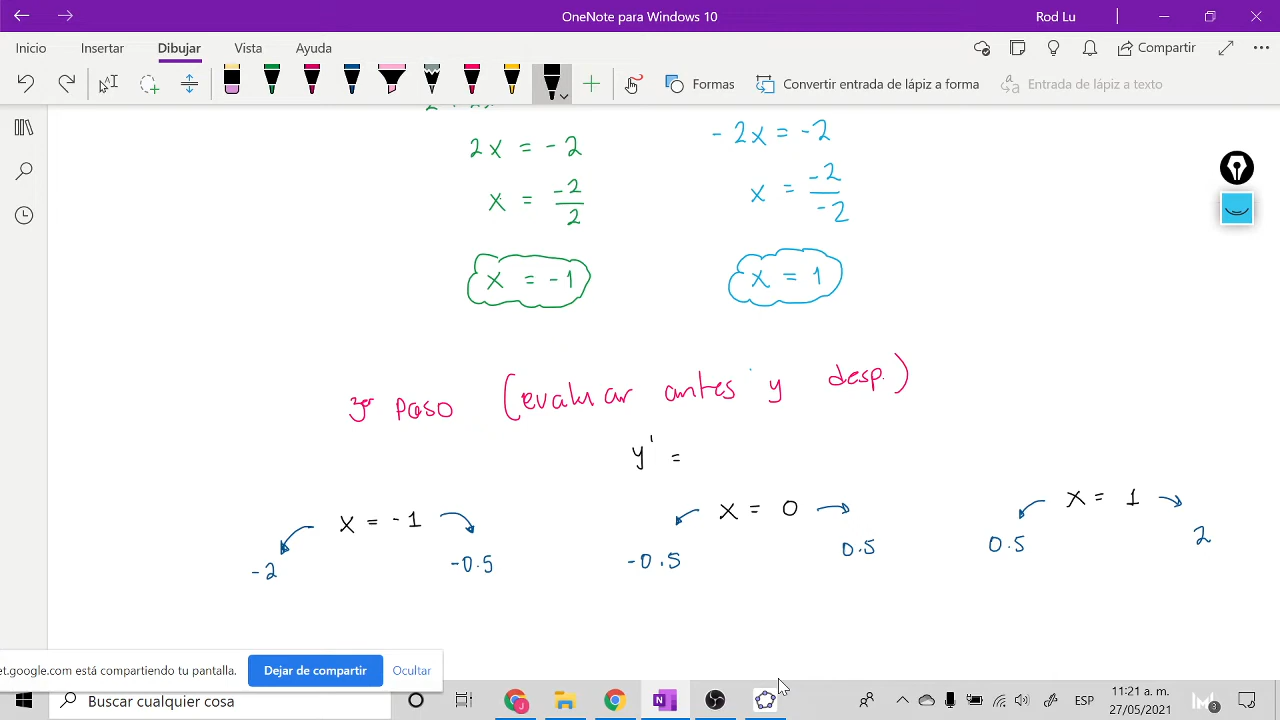 OneNote para Windows 10
Rod Lu
Inicio Insertar Dibujar Vista Ayuda
Compartir
Formas
Convertir entrada de lápiz a forma
Entrada de lápiz a texto
2x = -2
-2x = -2
x = -2/2
x = -2/-2
x = -1
x = 1
3er Paso (evaluar antes y desp.)
y' =
x = -1
x = 0
x = 1
-2
-0.5
-0.5
0.5
0.5
2
et.google.com está compartiendo tu pantalla.
Dejar de compartir
Ocultar
Buscar cualquier cosa
ESP
11:21 a. m.
27/05/2021
3